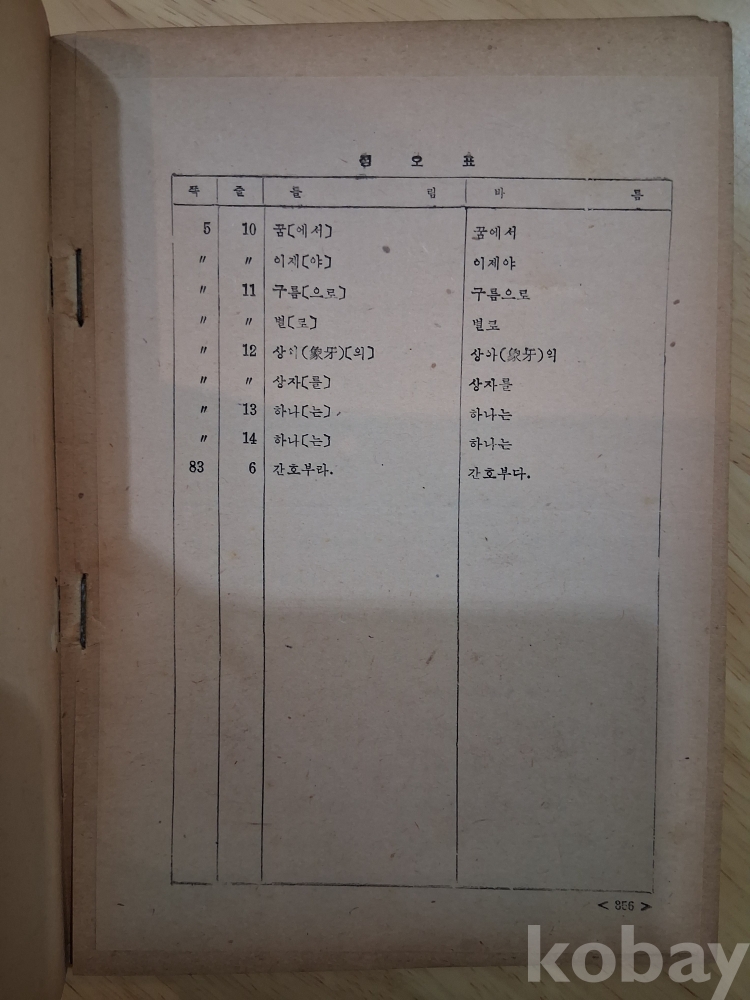 정 오 표
쪽 줄 틀 림 바 름
5 10 꿈〔에서〕 꿈에서
〃 〃 이제〔야〕 이제야
〃 11 구름〔으로〕 구름으로
〃 〃 별〔로〕 별로
〃 12 상아(象牙)〔의〕 상아(象牙)의
〃 〃 상자〔를〕 상자를
〃 13 하나〔는〕 하나는
〃 14 하나〔는〕 하나는
83 6 간호부라. 간호부다.
< 356 >
kobay